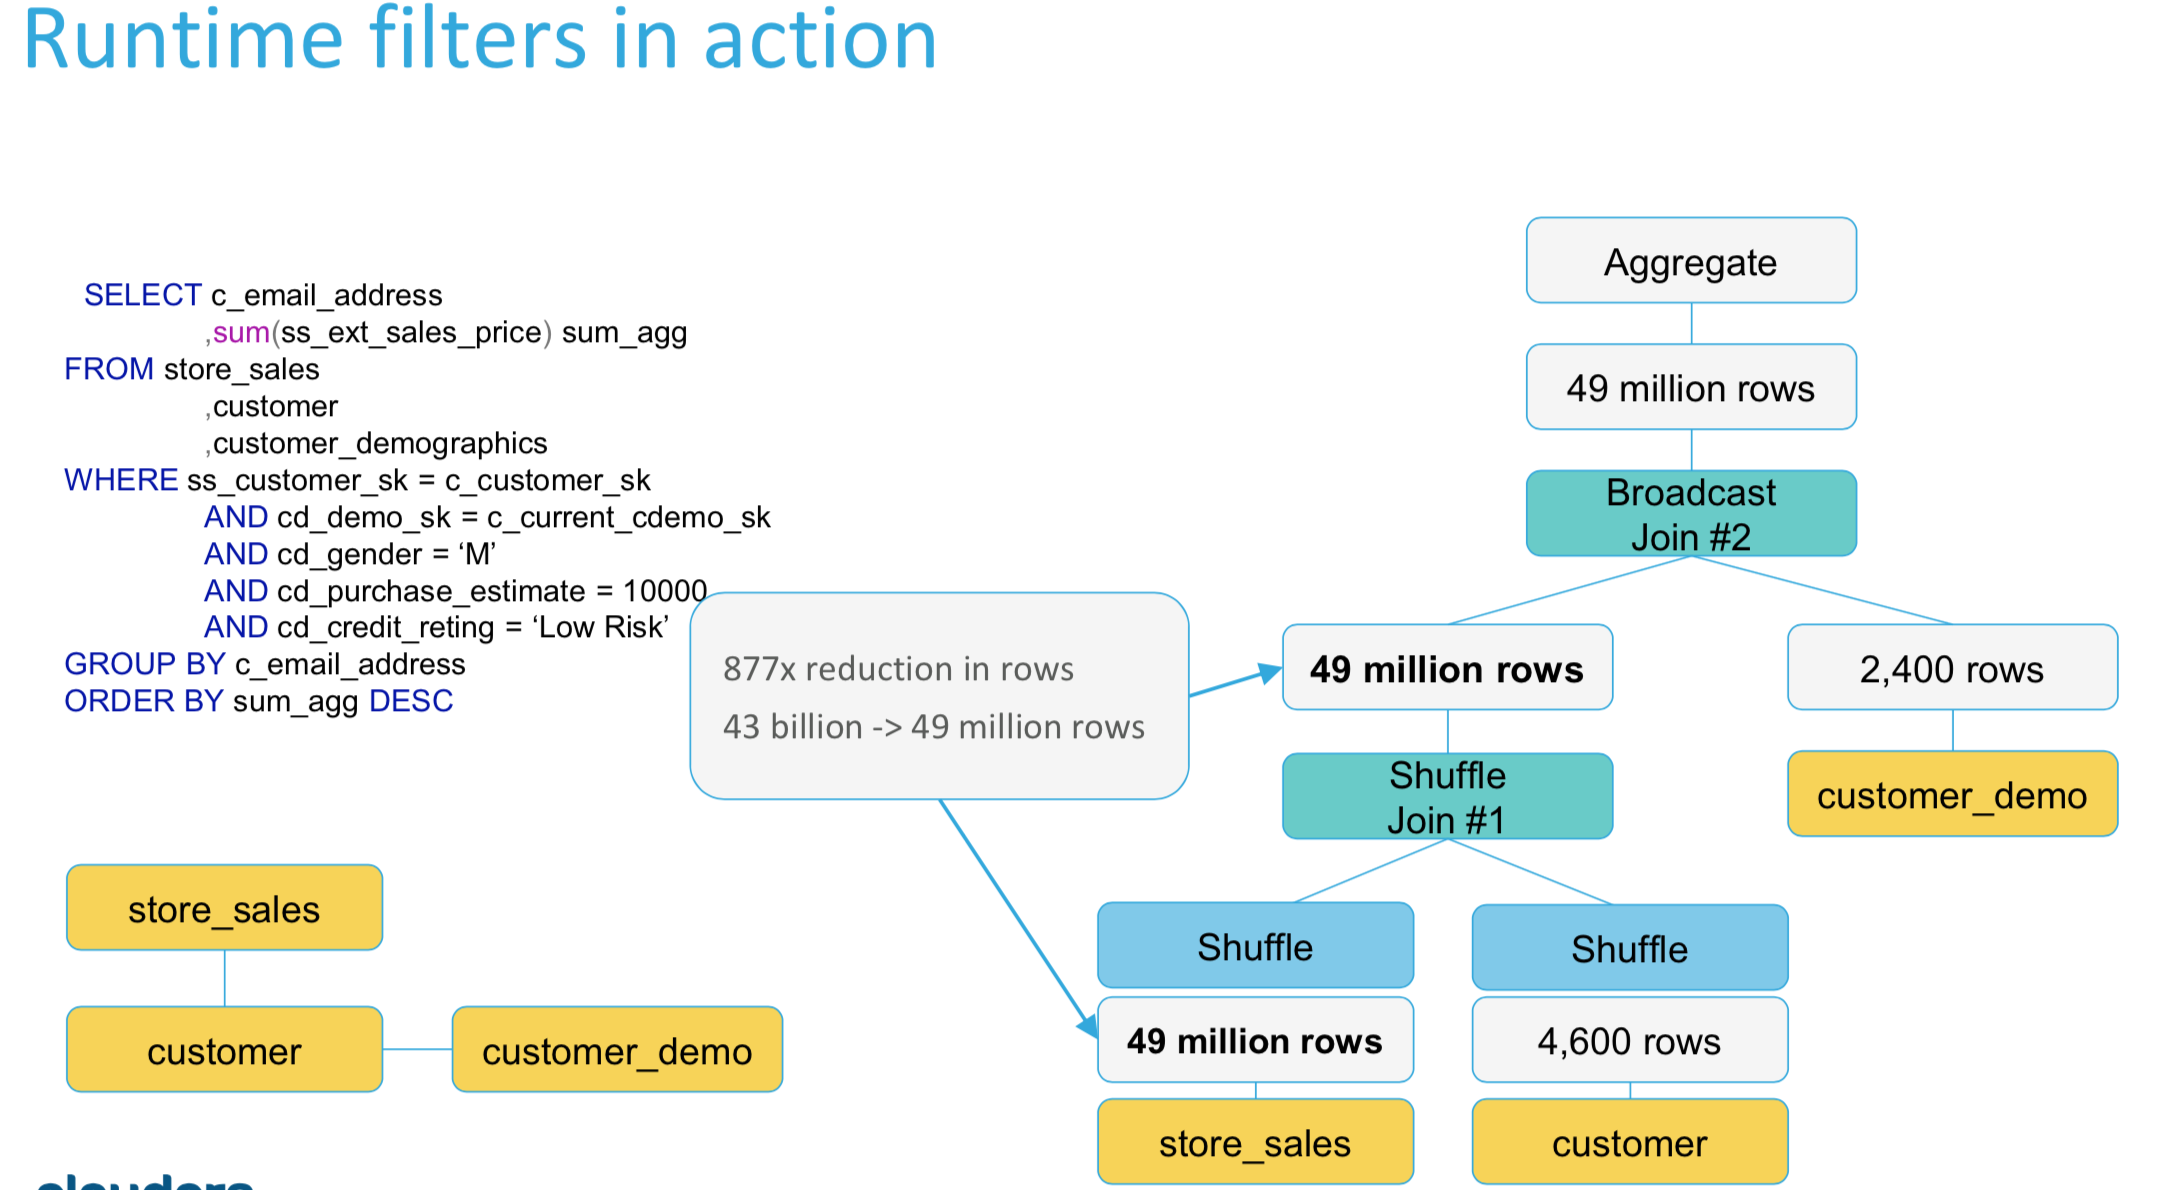 Runtime filters in action
SELECT c_email_address
,sum(ss_ext_sales_price) sum_agg
FROM store_sales
,customer
,customer_demographics
WHERE ss_customer_sk = c_customer_sk
AND cd_demo_sk = c_current_cdemo_sk
AND cd_gender = ‘M’
AND cd_purchase_estimate = 10000
AND cd_credit_reting = ‘Low Risk’
GROUP BY c_email_address
ORDER BY sum_agg DESC
877x reduction in rows
43 billion -> 49 million rows
store_sales
customer
customer_demo
Aggregate
49 million rows
Broadcast
Join #2
49 million rows
2,400 rows
Shuffle
Join #1
customer_demo
Shuffle
Shuffle
49 million rows
4,600 rows
store_sales
customer